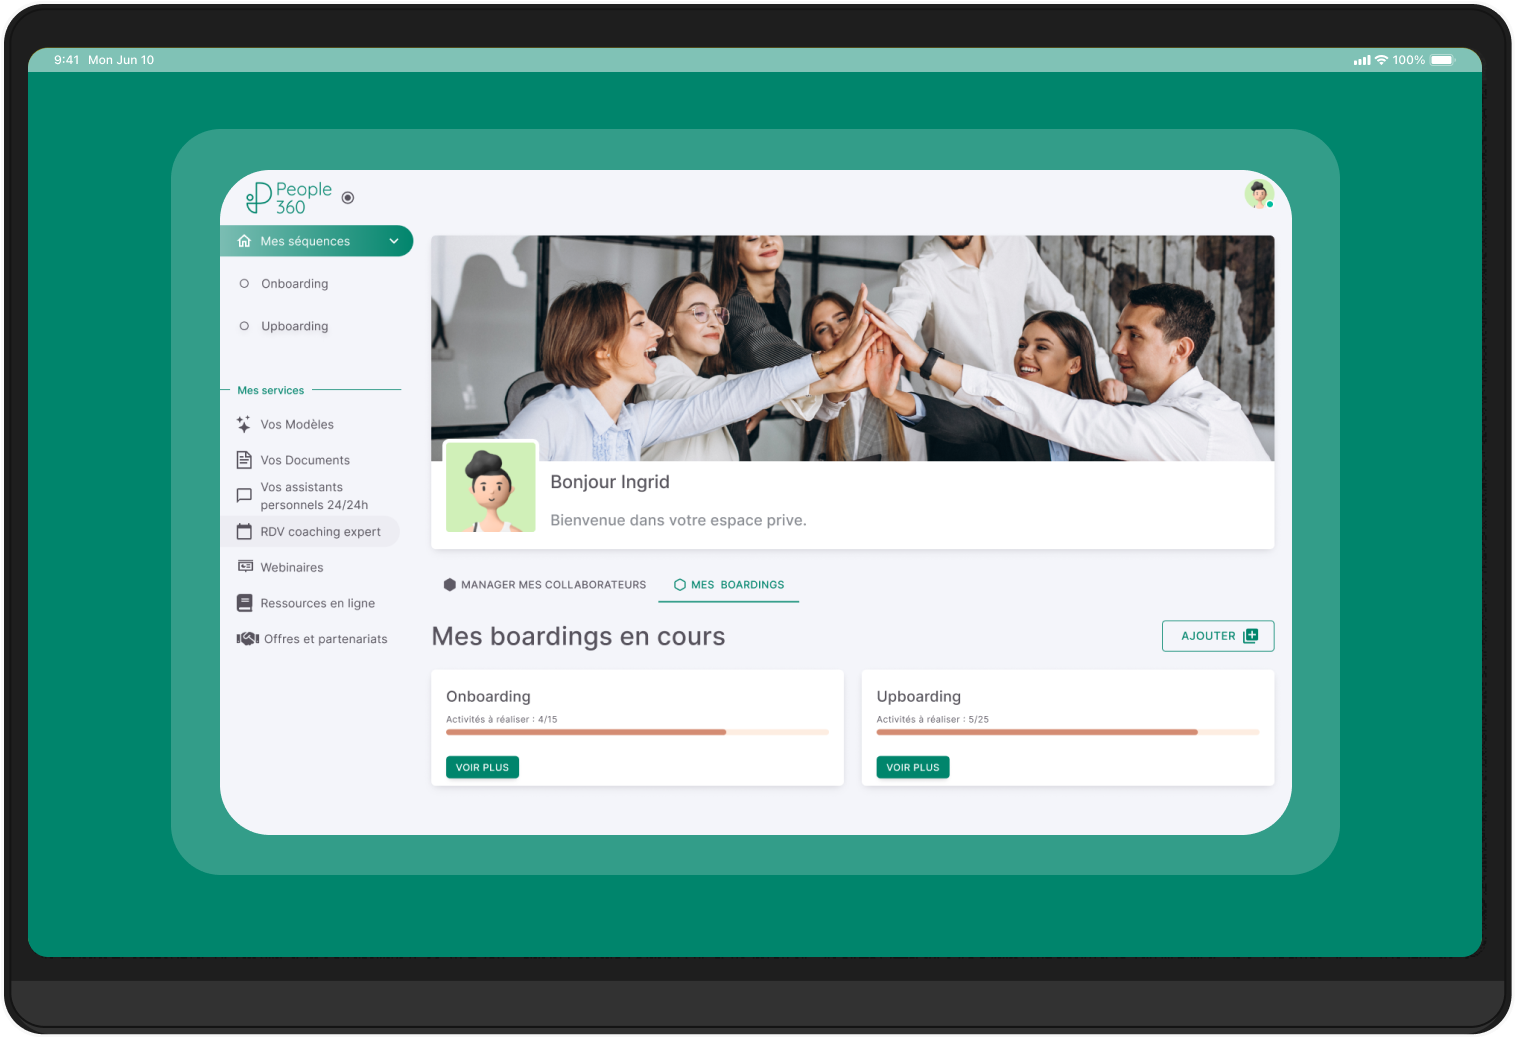 9:41 Mon Jun 10
100%
People
360
Mes séquences
Onboarding
Upboarding
Mes services
Vos Modèles
Vos Documents
Vos assistants
personnels 24/24h
RDV coaching expert
Webinaires
Ressources en ligne
Offres et partenariats
Bonjour Ingrid
Bienvenue dans votre espace prive.
MANAGER MES COLLABORATEURS
MES BOARDINGS
Mes boardings en cours
AJOUTER
Onboarding
Activités à réaliser : 4/15
VOIR PLUS
Upboarding
Activités à réaliser : 5/25
VOIR PLUS